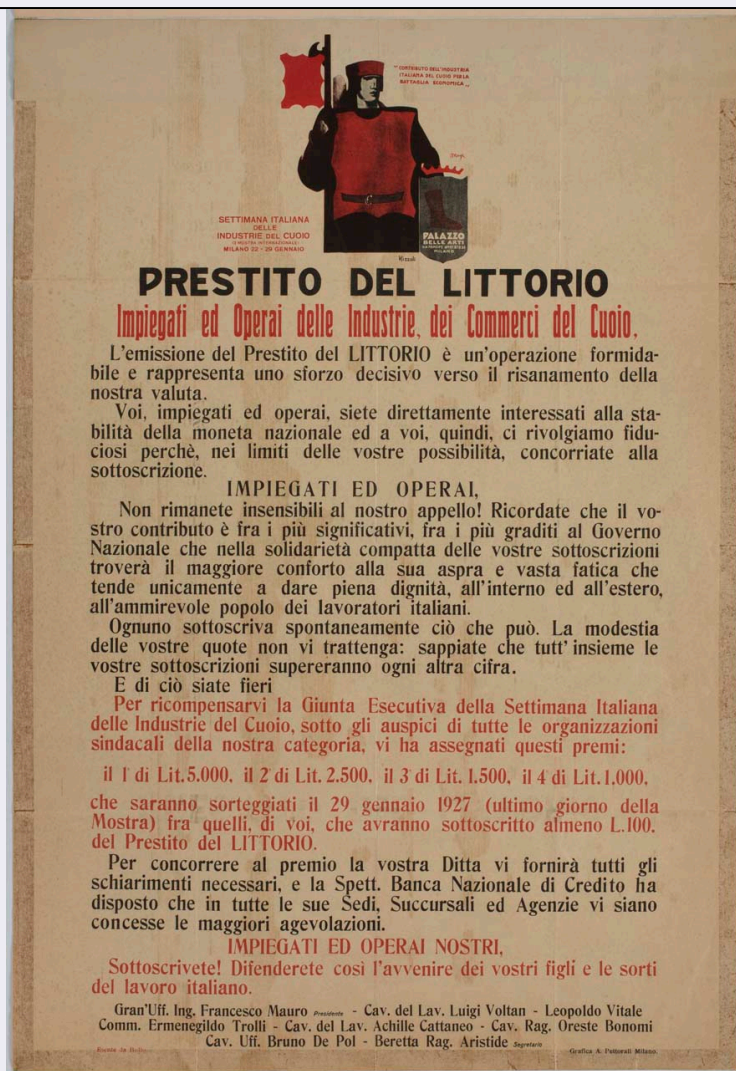 " CONTRIBUTO DELL'INDUSTRIA
ITALIANA DEL CUOIO PER LA
BATTAGLIA ECONOMICA „
SETTIMANA ITALIANA
DELLE
INDUSTRIE DEL CUOIO
MILANO 22 - 29 GENNAIO
PALAZZO
DELLE ARTI
MILANO
PRESTITO DEL LITTORIO
Impiegati ed Operai delle Industrie, dei Commerci del Cuoio,
L'emissione del Prestito del LITTORIO è un'operazione formida-
bile e rappresenta uno sforzo decisivo verso il risanamento della
nostra valuta.
Voi, impiegati ed operai, siete direttamente interessati alla sta-
bilità della moneta nazionale ed a voi, quindi, ci rivolgiamo fidu-
ciosi perchè, nei limiti delle vostre possibilità, concorriate alla
sottoscrizione.
IMPIEGATI ED OPERAI,
Non rimanete insensibili al nostro appello! Ricordate che il vo-
stro contributo è fra i più significativi, fra i più graditi al Governo
Nazionale che nella solidarietà compatta delle vostre sottoscrizioni
troverà il maggiore conforto alla sua aspra e vasta fatica che
tende unicamente a dare piena dignità, all'interno ed all'estero,
all'ammirevole popolo dei lavoratori italiani.
Ognuno sottoscriva spontaneamente ciò che può. La modestia
delle vostre quote non vi trattenga: sappiate che tutt'insieme le
vostre sottoscrizioni supereranno ogni altra cifra.
E di ciò siate fieri
Per ricompensarvi la Giunta Esecutiva della Settimana Italiana
delle Industrie del Cuoio, sotto gli auspici di tutte le organizzazioni
sindacali della nostra categoria, vi ha assegnati questi premi:
il 1° di Lit. 5.000, il 2° di Lit. 2.500, il 3° di Lit. 1.500, il 4° di Lit. 1.000,
che saranno sorteggiati il 29 gennaio 1927 (ultimo giorno della
Mostra) fra quelli, di voi, che avranno sottoscritto almeno L. 100.
del Prestito del LITTORIO.
Per concorrere al premio la vostra Ditta vi fornirà tutti gli
schiarimenti necessari, e la Spett. Banca Nazionale di Credito ha
disposto che in tutte le sue Sedi, Succursali ed Agenzie vi siano
concesse le maggiori agevolazioni.
IMPIEGATI ED OPERAI NOSTRI,
Sottoscrivete! Difenderete così l'avvenire dei vostri figli e le sorti
del lavoro italiano.
Gran'Uff. Ing. Francesco Mauro Presidente - Cav. del Lav. Luigi Voltan - Leopoldo Vitale
Comm. Ermenegildo Trolli - Cav. del Lav. Achille Cattaneo - Cav. Rag. Oreste Bonomi
Cav. Uff. Bruno De Pol - Beretta Rag. Aristide Segretario
Grafica A. Milano.